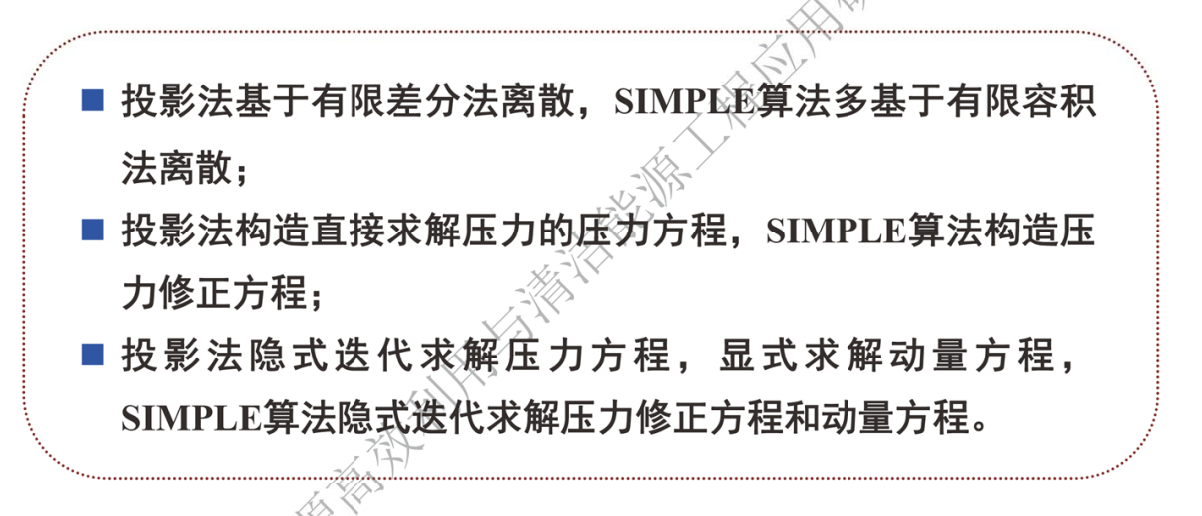 投影法基于有限差分法离散，SIMPLE算法多基于有限容积
法离散；
投影法构造直接求解压力的压力方程，SIMPLE算法构造压
力修正方程；
投影法隐式迭代求解压力方程，显式求解动量方程，
SIMPLE算法隐式迭代求解压力修正方程和动量方程。
源高效利用与清洁能源工程应用研